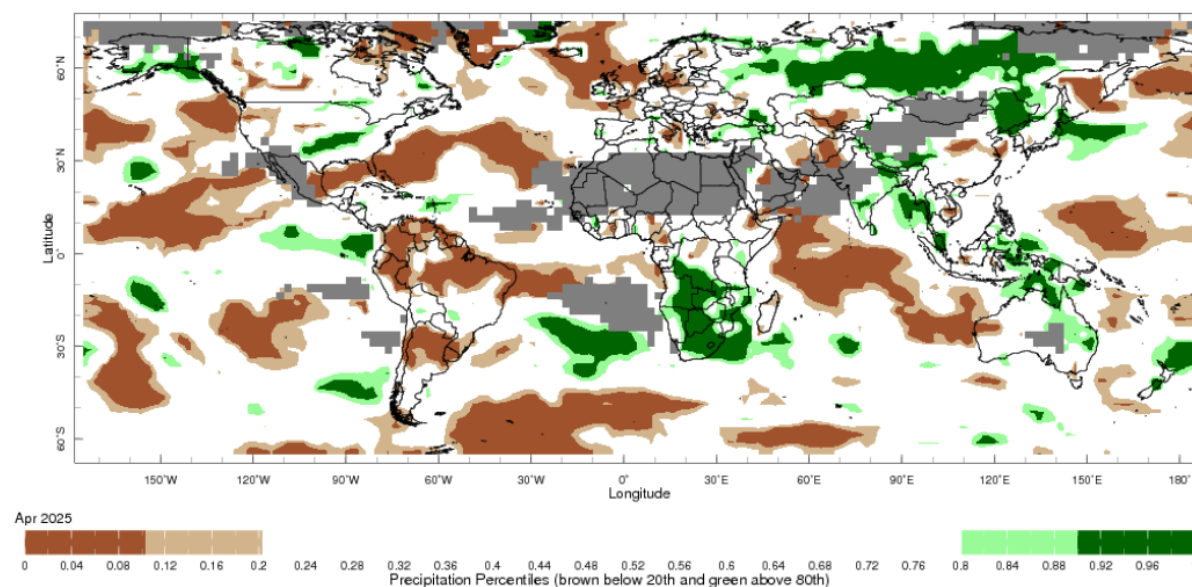 60°N
30°N
0°
30°S
60°S
Latitude
150°W 120°W 90°W 60°W 30°W 0° 30°E 60°E 90°E 120°E 150°E 180°
Longitude
Apr 2025
0 0.04 0.08 0.12 0.16 0.2 0.24 0.28 0.32 0.36 0.4 0.44 0.48 0.52 0.56 0.6 0.64 0.68 0.72 0.76 0.8 0.84 0.88 0.92 0.96
Precipitation Percentiles (brown below 20th and green above 80th)